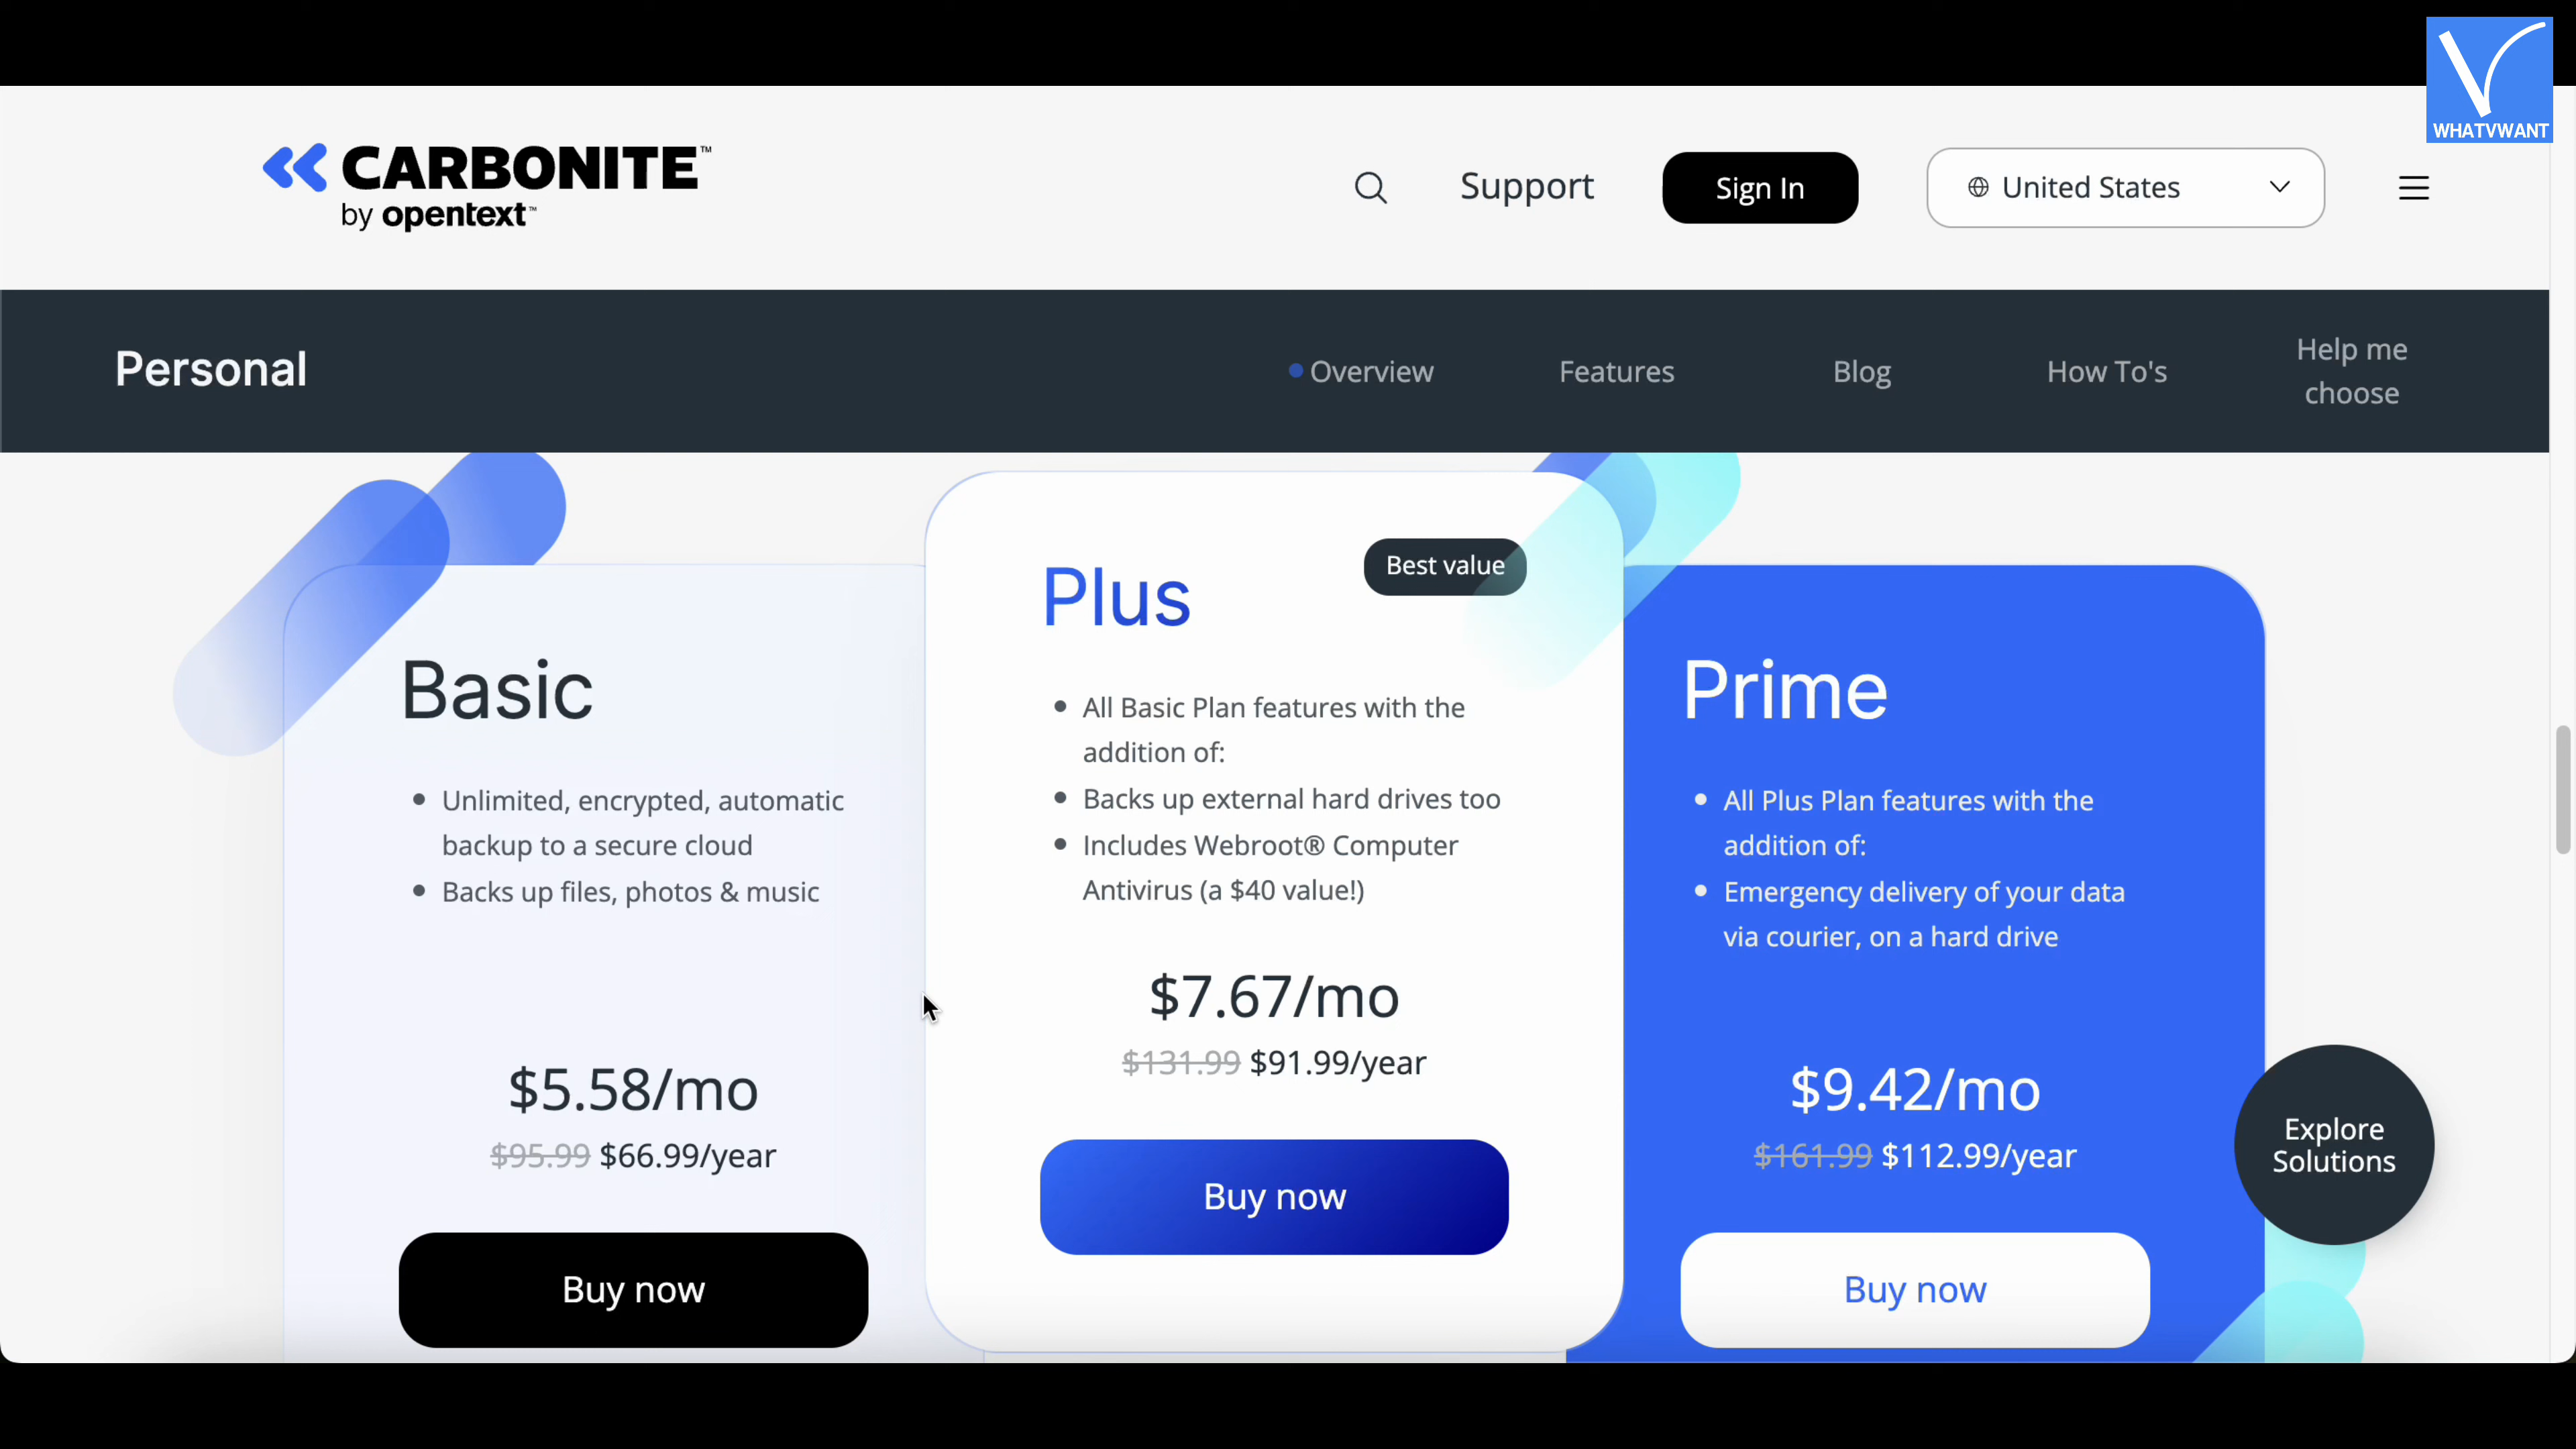 WHATVWANT
CARBONITE™
by opentext™
Support
Sign In
United States
Personal
Overview
Features
Blog
How To's
Help me
choose
Basic
Unlimited, encrypted, automatic
backup to a secure cloud
Backs up files, photos & music
$5.58/mo
$95.99 $66.99/year
Buy now
Plus
Best value
All Basic Plan features with the
addition of:
Backs up external hard drives too
Includes Webroot® Computer
Antivirus (a $40 value!)
$7.67/mo
$131.99 $91.99/year
Buy now
Prime
All Plus Plan features with the
addition of:
Emergency delivery of your data
via courier, on a hard drive
$9.42/mo
$161.99 $112.99/year
Buy now
Explore
Solutions